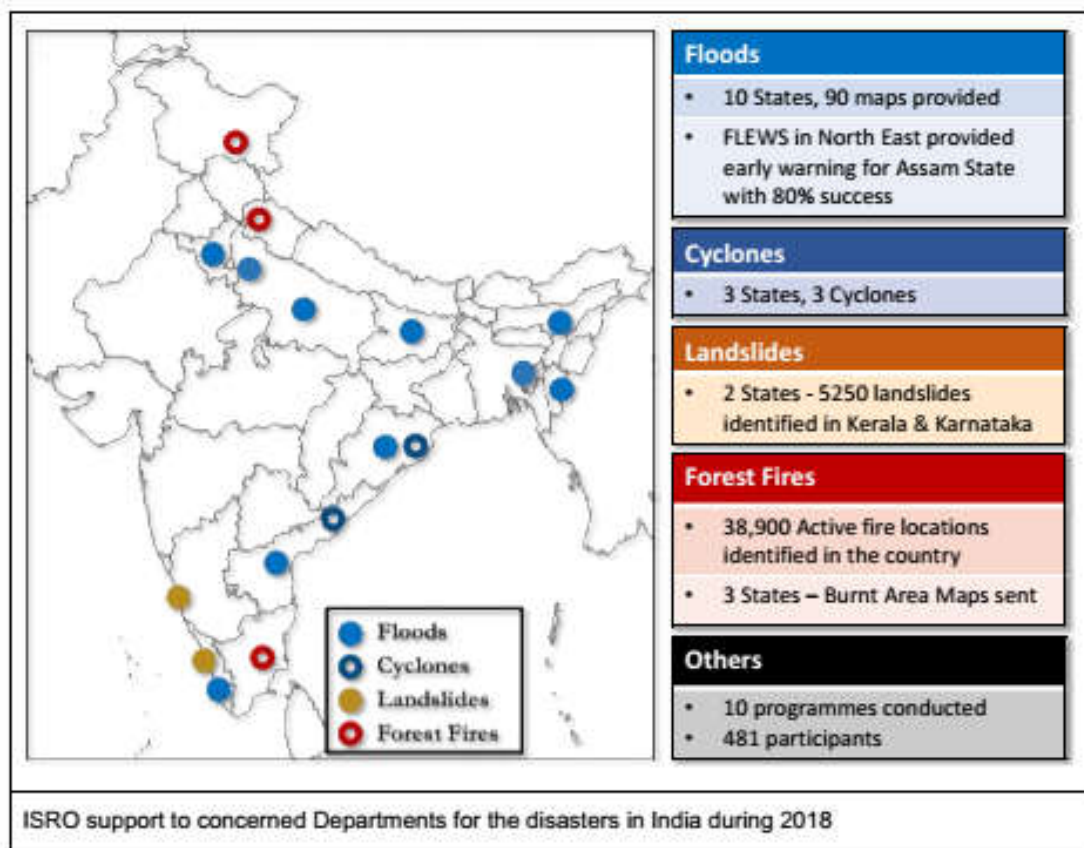 Floods
• 10 States, 90 maps provided
• FLEWS in North East provided
early warning for Assam State
with 80% success
Cyclones
• 3 States, 3 Cyclones
Landslides
• 2 States - 5250 landslides
identified in Kerala & Karnataka
Forest Fires
• 38,900 Active fire locations
identified in the country
• 3 States – Burnt Area Maps sent
Others
• 10 programmes conducted
• 481 participants
Floods
Cyclones
Landslides
Forest Fires
ISRO support to concerned Departments for the disasters in India during 2018